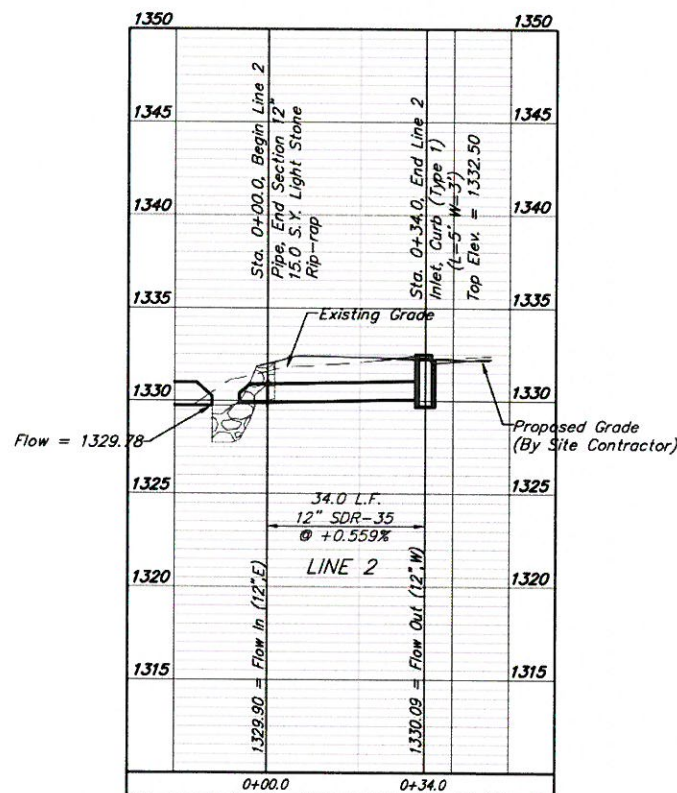 1350
1350
1345
1345
1340
1340
1335
1335
1330
1330
1325
1325
1320
1320
1315
1315
Sta. 0+00.0, Begin Line 2
Pipe, End Section 12"
15.0 S.Y. Light Stone
Rip-rap
Sta. 0+34.0, End Line 2
Inlet, Curb (Type 1)
(L=5' W=3')
Top Elev. = 1332.50
Existing Grade
Flow = 1329.78
Proposed Grade
(By Site Contractor)
34.0 L.F.
12" SDR-35
@ +0.559%
LINE 2
1329.90 = Flow In (12",E)
1330.09 = Flow Out (12",W)
0+00.0
0+34.0